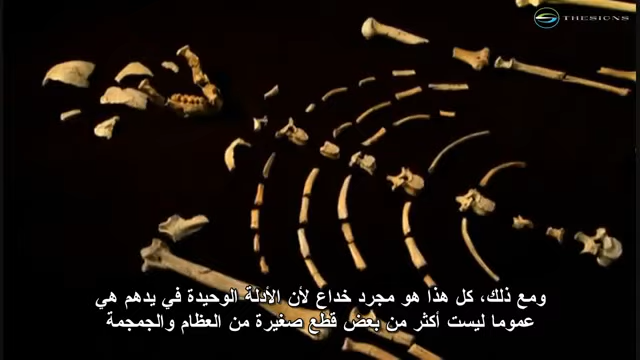 THESIONS
ومع ذلك، كل هذا هو مجرد خداع لأن الأدلة الوحيدة في يدهم هي
عموما ليست أكثر من بعض قطع صغيرة من العظام والجمجمة